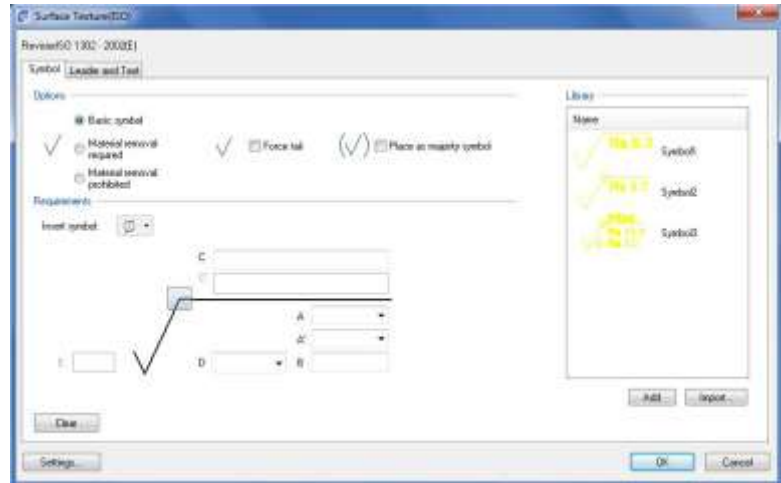 Surface Texture(ISO)
Revision ISO 1302 - 2002(E)
Symbol Leader and Text
Options
Library
Basic symbol
Name
Material removal required
Force tail
Place as majority symbol
Symbol1
Material removal prohibited
Symbol2
Requirements
Insert symbol:
Symbol3
C
C'
A
A'
D
B
Add Import...
Clear
Settings...
OK Cancel